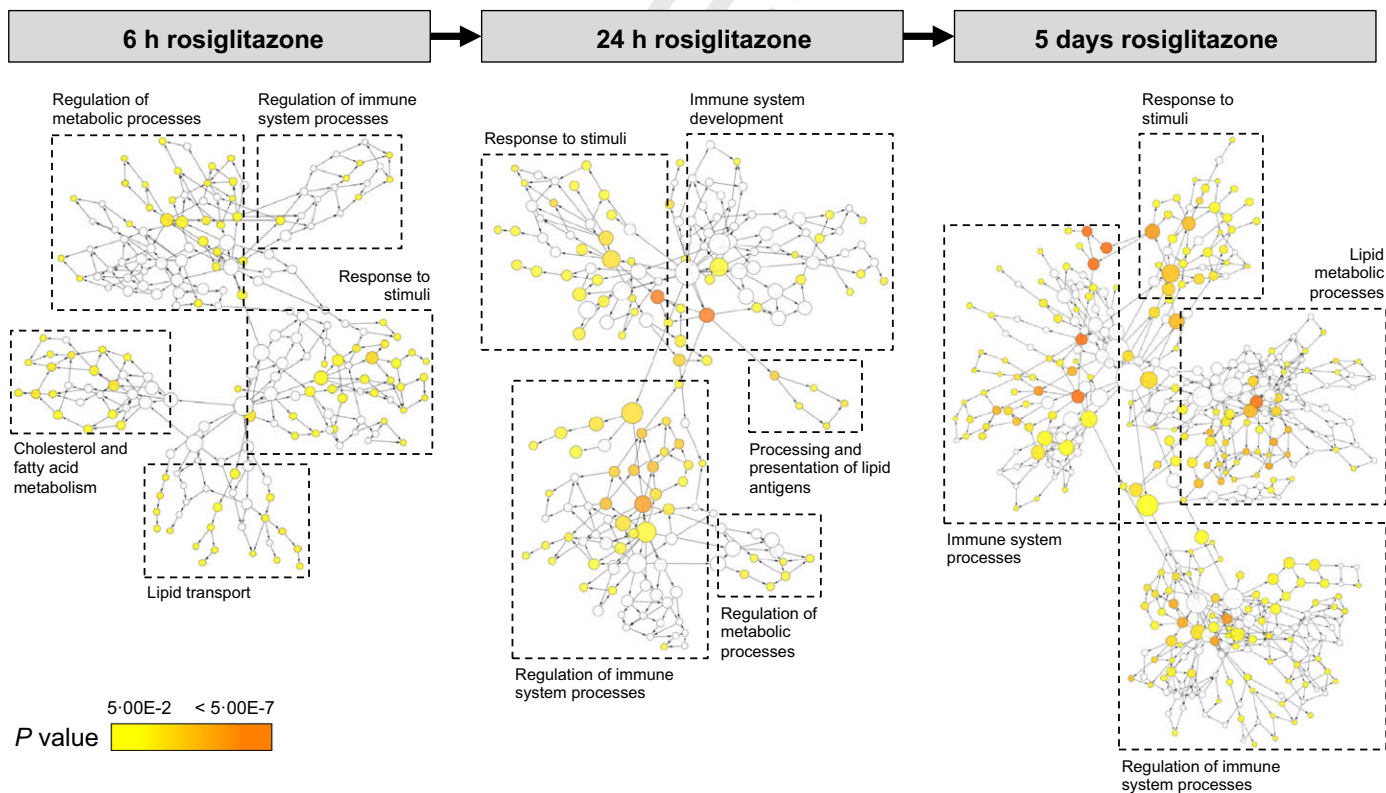 6 h rosiglitazone
24 h rosiglitazone
5 days rosiglitazone
Regulation of
metabolic processes
Regulation of immune
system processes
Response to
stimuli
Cholesterol and
fatty acid
metabolism
Lipid transport
Response to stimuli
Immune system
development
Processing and
presentation of lipid
antigens
Regulation of
metabolic
processes
Regulation of immune
system processes
Response to
stimuli
Lipid
metabolic
processes
Immune system
processes
Regulation of immune
system processes
5·00E-2 < 5·00E-7
P value